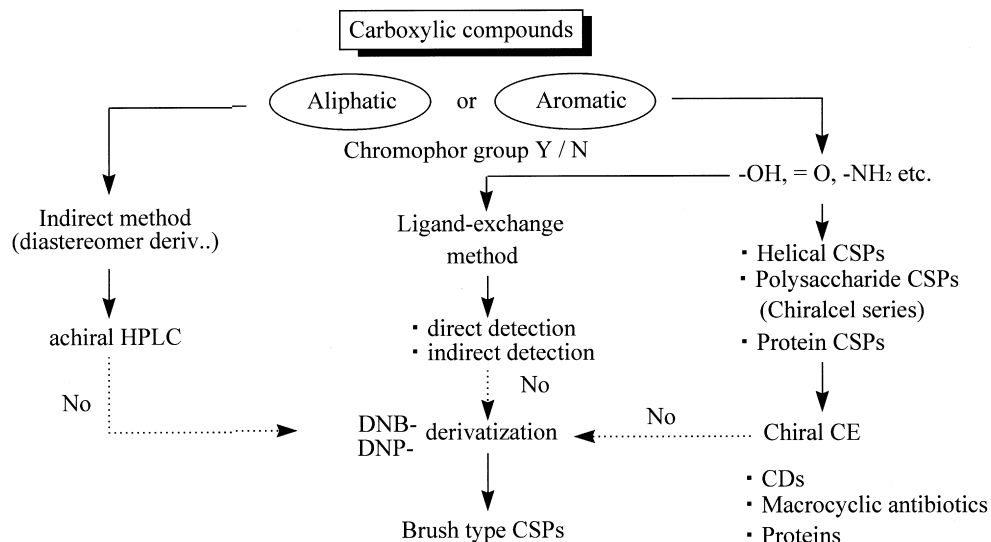 Carboxylic compounds
Aliphatic or Aromatic
Chromophor group Y / N
-OH, = O, -NH2 etc.
Indirect method
(diastereomer deriv..)
achiral HPLC
No
Ligand-exchange
method
· direct detection
· indirect detection
No
· Helical CSPs
· Polysaccharide CSPs
(Chiralcel series)
· Protein CSPs
No
Chiral CE
DNB-
DNP- derivatization
Brush type CSPs
· CDs
· Macrocyclic antibiotics
· Proteins